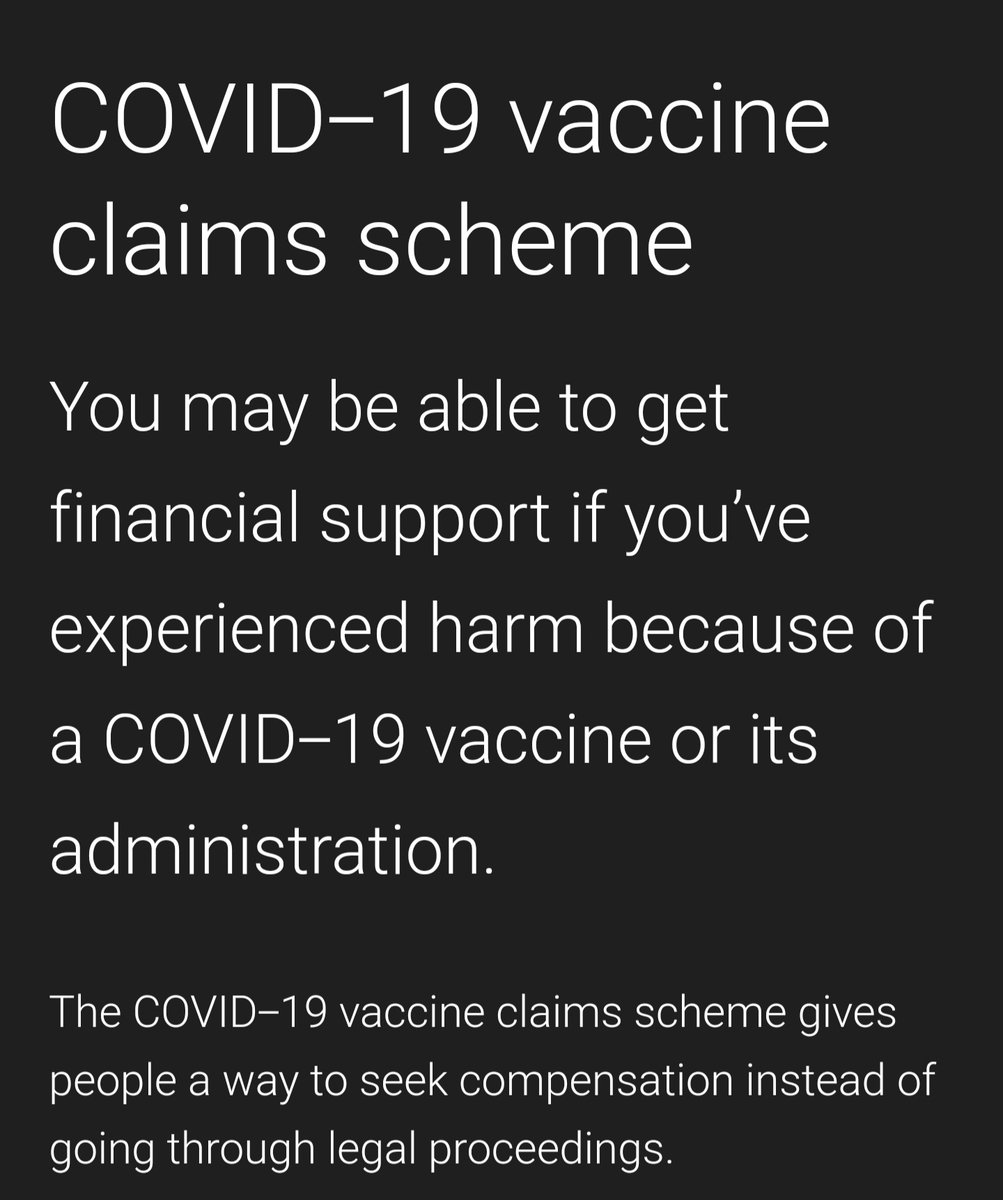 COVID–19 vaccine
claims scheme
You may be able to get
financial support if you’ve
experienced harm because of
a COVID–19 vaccine or its
administration.
The COVID–19 vaccine claims scheme gives
people a way to seek compensation instead of
going through legal proceedings.